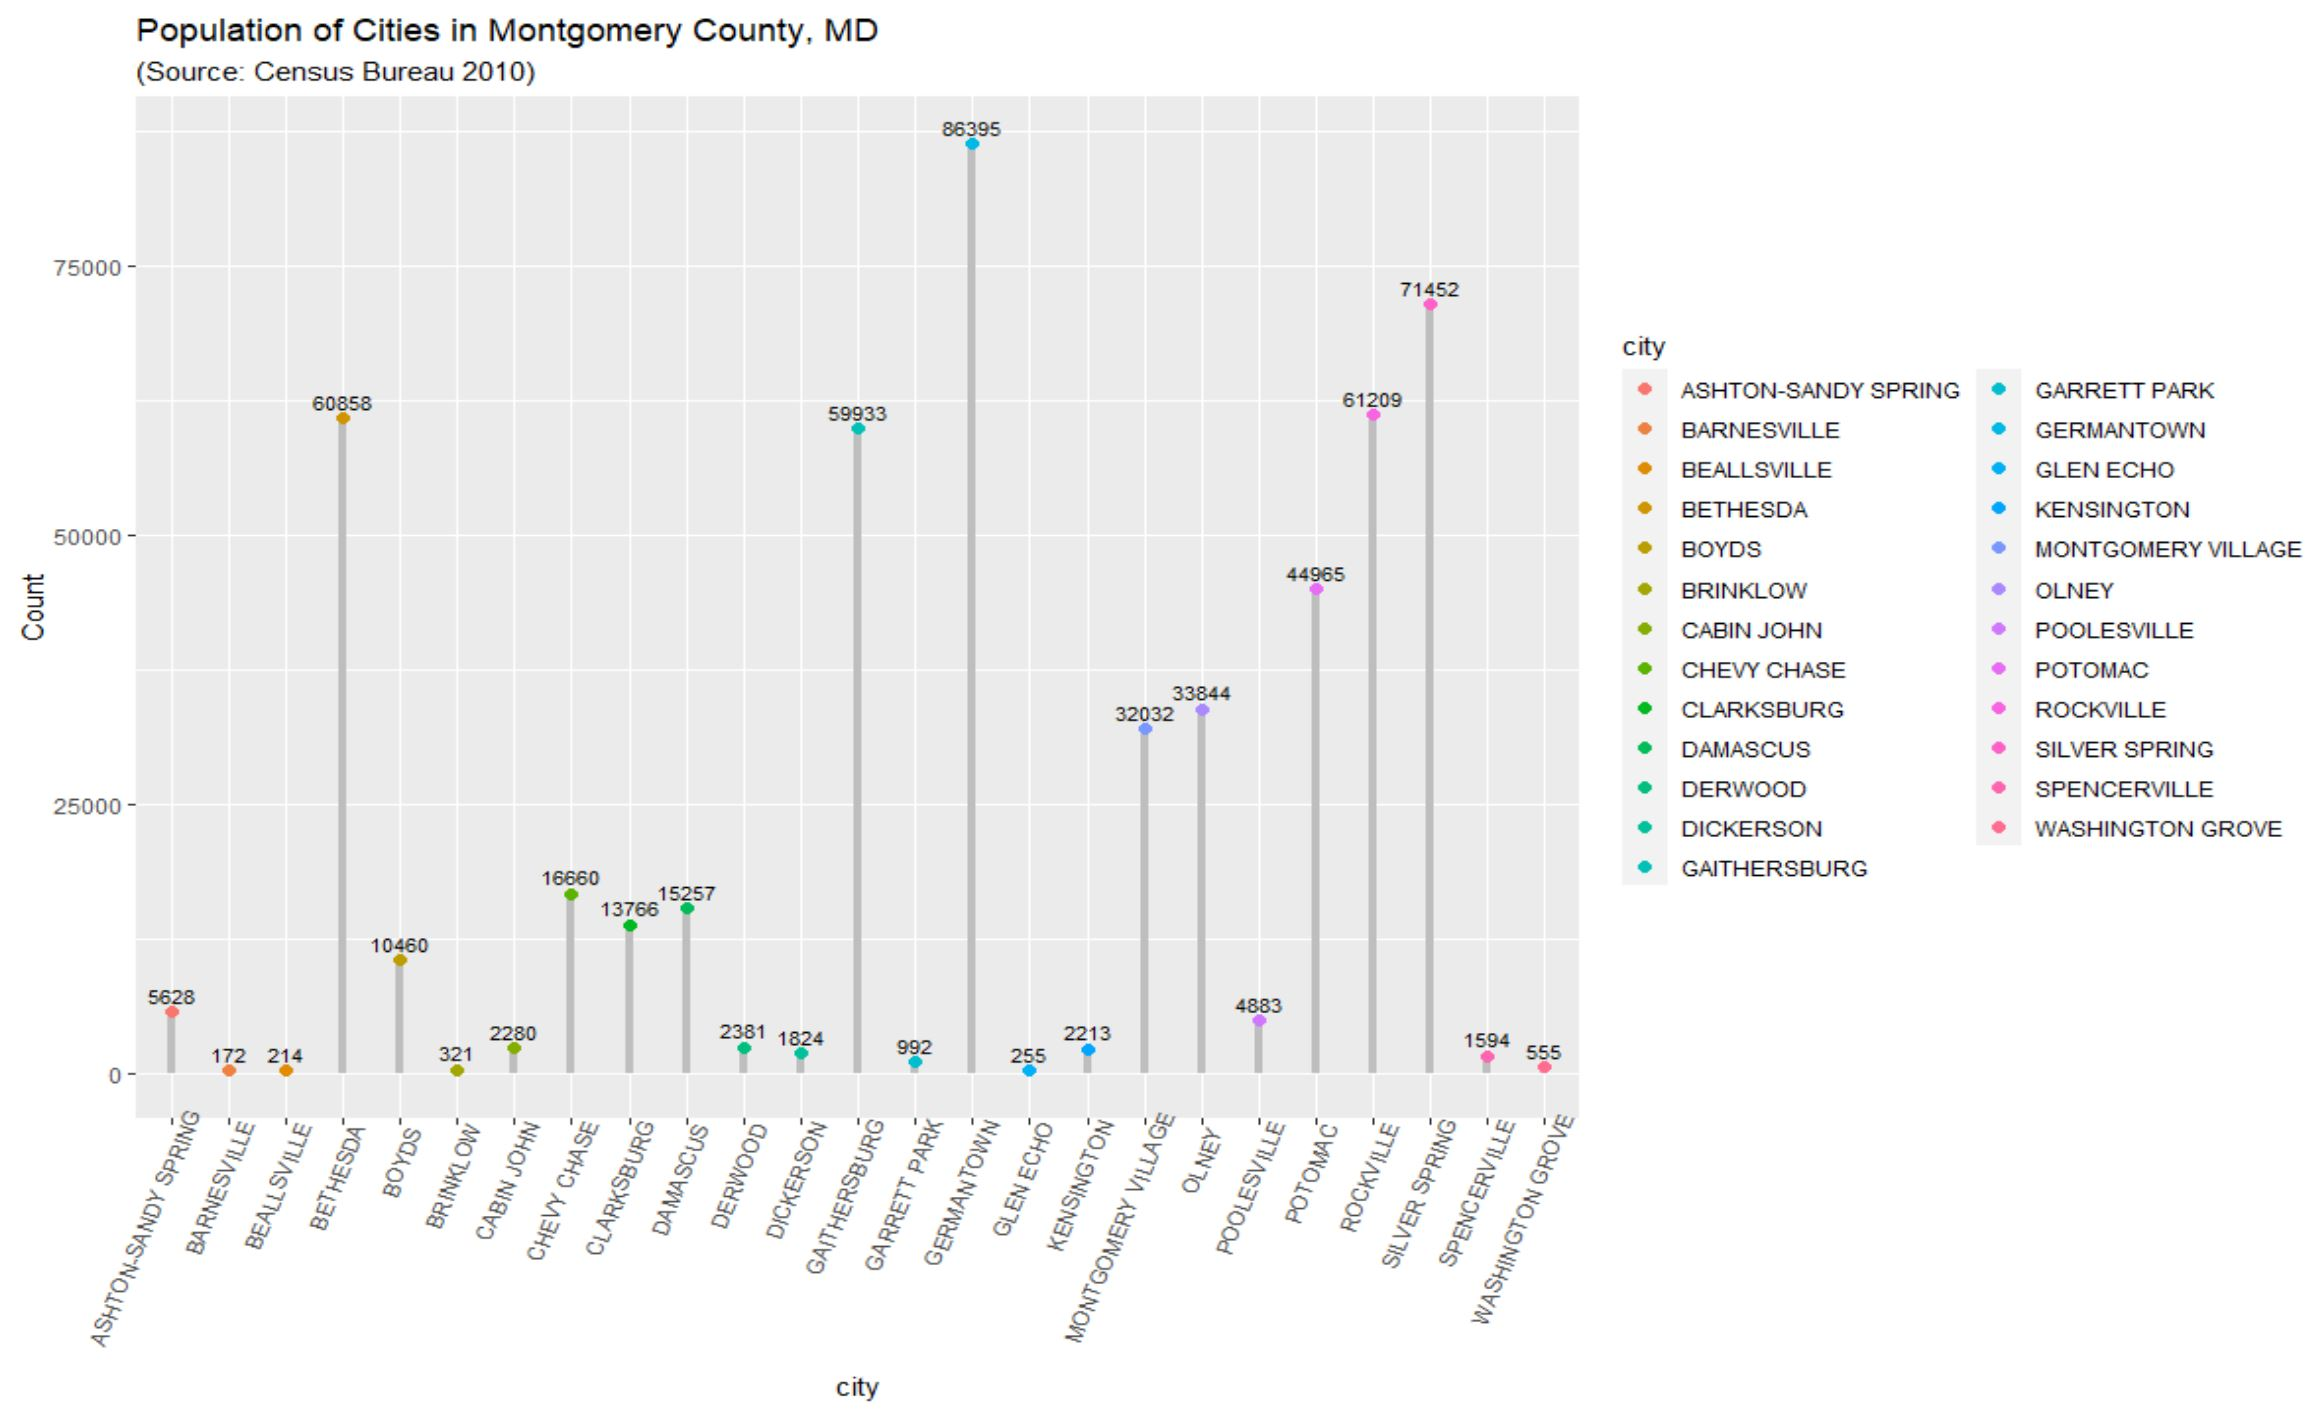 Population of Cities in Montgomery County, MD
(Source: Census Bureau 2010)
Count
75000
50000
25000
0
5628
172
214
60858
10460
321
2280
16660
13766
15257
2381
1824
59933
992
86395
255
2213
32032
33844
4883
44965
61209
71452
1594
555
ASHTON-SANDY SPRING
BARNESVILLE
BEALLSVILLE
BETHESDA
BOYDS
BRINKLOW
CABIN JOHN
CHEVY CHASE
CLARKSBURG
DAMASCUS
DERWOOD
DICKERSON
GAITHERSBURG
GARRETT PARK
GERMANTOWN
GLEN ECHO
KENSINGTON
MONTGOMERY VILLAGE
OLNEY
POOLESVILLE
POTOMAC
ROCKVILLE
SILVER SPRING
SPENCERVILLE
WASHINGTON GROVE
city
city
ASHTON-SANDY SPRING
BARNESVILLE
BEALLSVILLE
BETHESDA
BOYDS
BRINKLOW
CABIN JOHN
CHEVY CHASE
CLARKSBURG
DAMASCUS
DERWOOD
DICKERSON
GAITHERSBURG
GARRETT PARK
GERMANTOWN
GLEN ECHO
KENSINGTON
MONTGOMERY VILLAGE
OLNEY
POOLESVILLE
POTOMAC
ROCKVILLE
SILVER SPRING
SPENCERVILLE
WASHINGTON GROVE